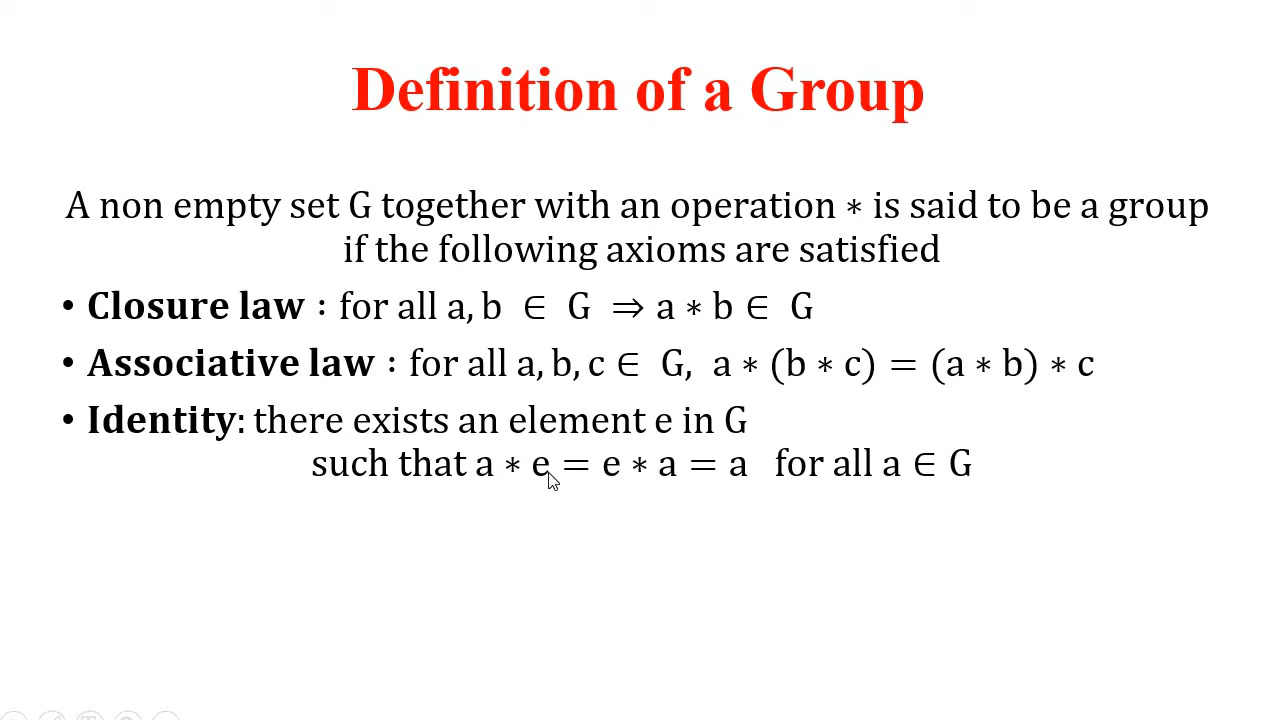 Definition of a Group
A non empty set G together with an operation ∗ is said to be a group
if the following axioms are satisfied
• Closure law : for all a, b ∈ G ⇒ a ∗ b ∈ G
• Associative law : for all a, b, c ∈ G, a ∗ (b ∗ c) = (a ∗ b) ∗ c
• Identity: there exists an element e in G
such that a ∗ e = e ∗ a = a for all a ∈ G